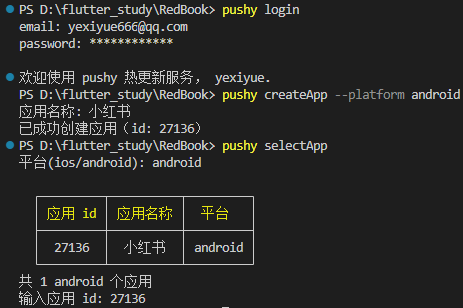 PS D:\flutter_study\RedBook> pushy login
email: yexiyue666@qq.com
password: ************
欢迎使用 pushy 热更新服务, yexiyue.
PS D:\flutter_study\RedBook> pushy createApp --platform android
应用名称: 小红书
已成功创建应用（id: 27136）
PS D:\flutter_study\RedBook> pushy selectApp
平台(ios/android): android
应用 id 应用名称 平台
27136 小红书 android
共 1 android 个应用
输入应用 id: 27136